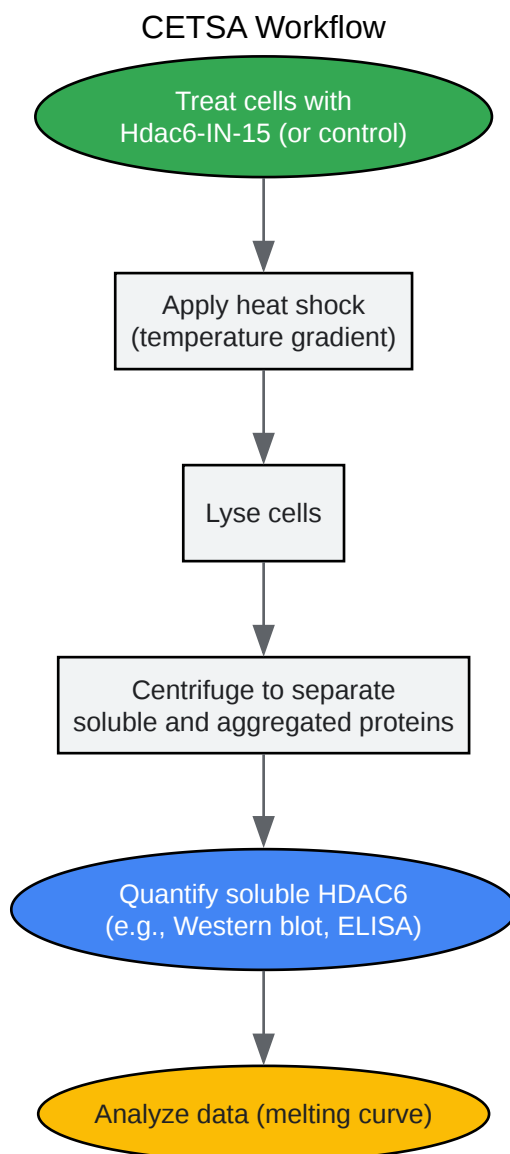 CETSA Workflow
Treat cells with
Hdac6-IN-15 (or control)
Apply heat shock
(temperature gradient)
Lyse cells
Centrifuge to separate
soluble and aggregated proteins
Quantify soluble HDAC6
(e.g., Western blot, ELISA)
Analyze data (melting curve)